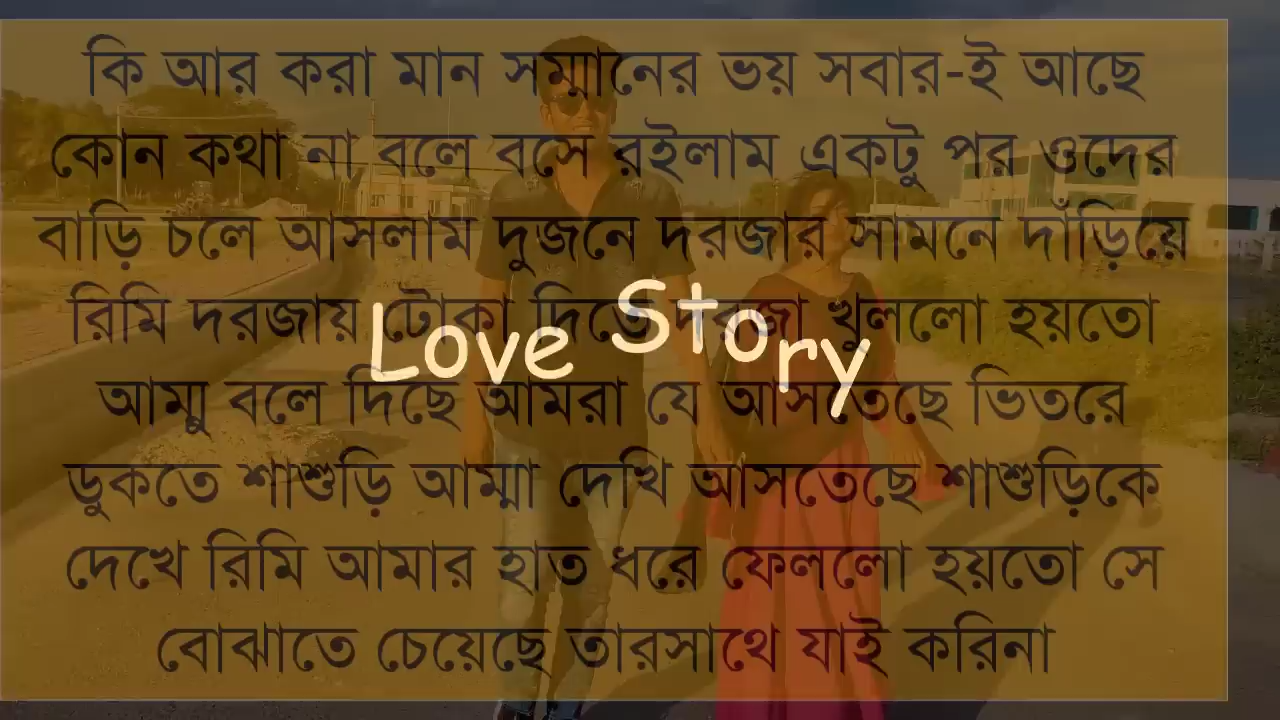 কি আর করা মান সম্মানের ভয় সবার-ই আছে
কোন কথা না বলে বসে রইলাম একটু পর ওদের
বাড়ি চলে আসলাম দুজনে দরজার সামনে দাঁড়িয়ে
রিমি দরজায় টোকা দিতে দরজা খুললো হয়তো
Love Story
আম্মু বলে দিছে আমরা যে আসতেছে ভিতরে
ডুকতে শাশুড়ি আম্মা দেখি আসতেছে শাশুড়িকে
দেখে রিমি আমার হাত ধরে ফেললো হয়তো সে
বোঝাতে চেয়েছে তারসাথে যাই করিনা